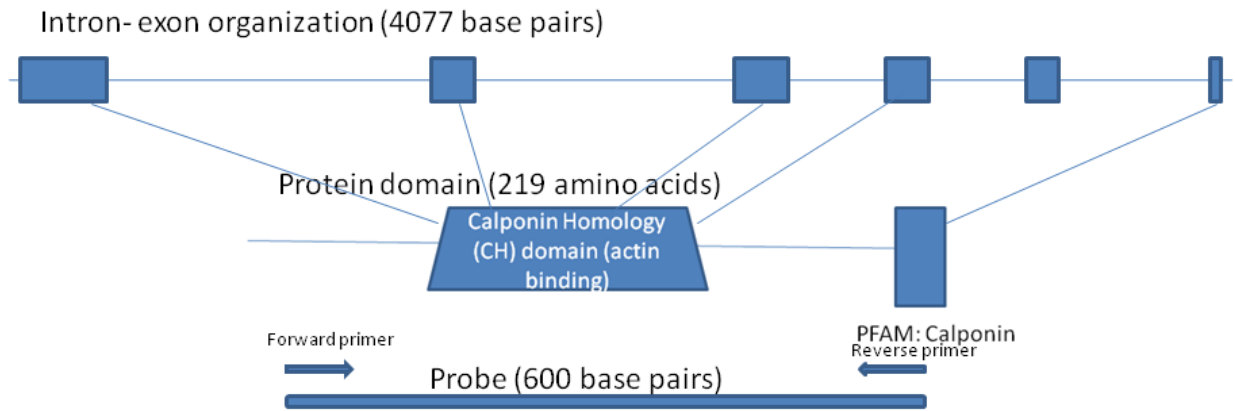 Intron- exon organization (4077 base pairs)
Protein domain (219 amino acids)
Calponin Homology
(CH) domain (actin
binding)
PFAM: Calponin
Forward primer
Reverse primer
Probe (600 base pairs)